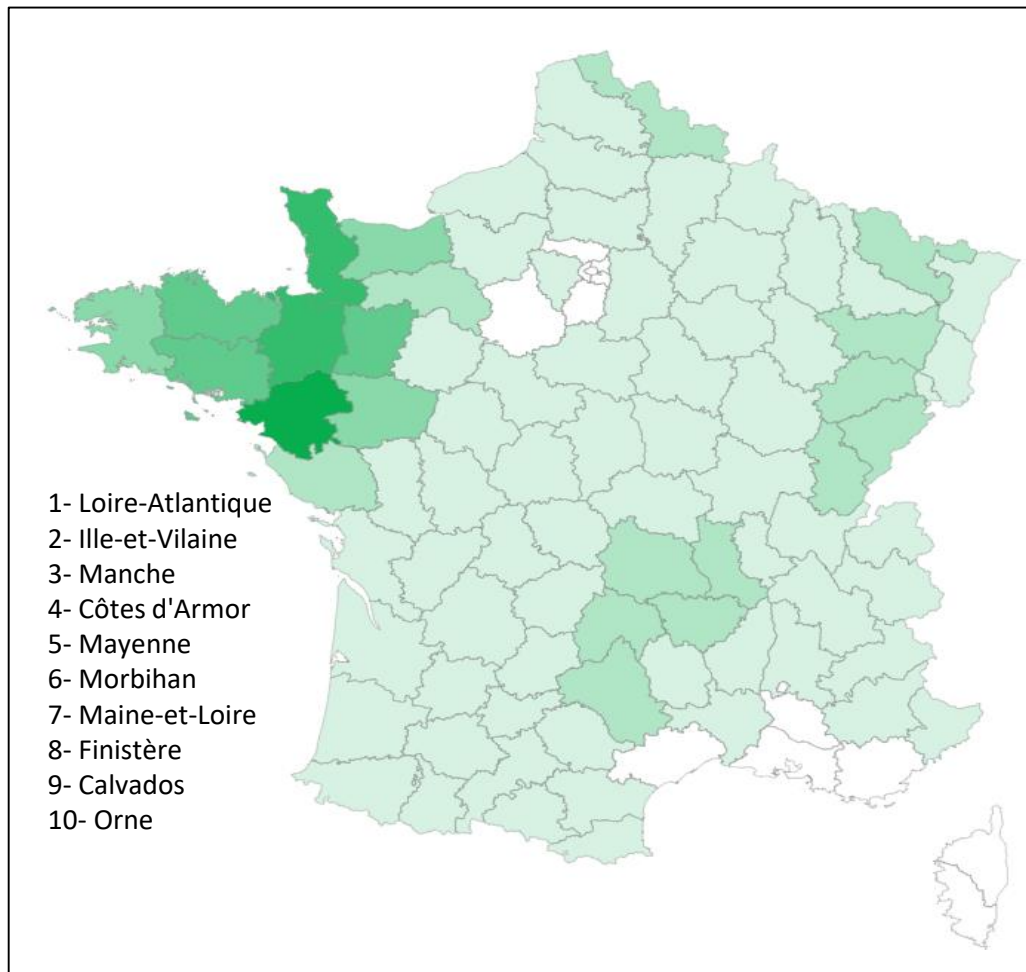 1- Loire-Atlantique
2- Ille-et-Vilaine
3- Manche
4- Côtes d'Armor
5- Mayenne
6- Morbihan
7- Maine-et-Loire
8- Finistère
9- Calvados
10- Orne